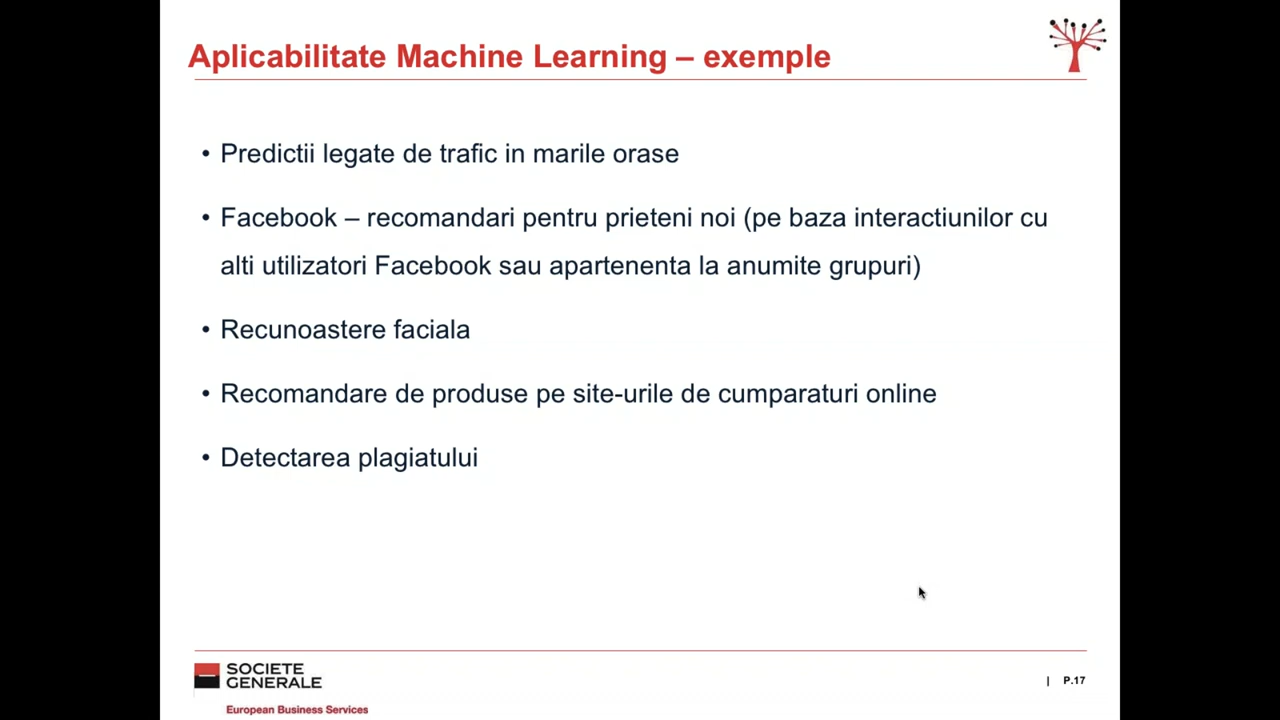 Aplicabilitate Machine Learning – exemple
• Predictii legate de trafic in marile orase
• Facebook – recomandari pentru prieteni noi (pe baza interactiunilor cu
alti utilizatori Facebook sau apartenenta la anumite grupuri)
• Recunoastere faciala
• Recomandare de produse pe site-urile de cumparaturi online
• Detectarea plagiatului
SOCIETE
GENERALE
European Business Services
| P.17